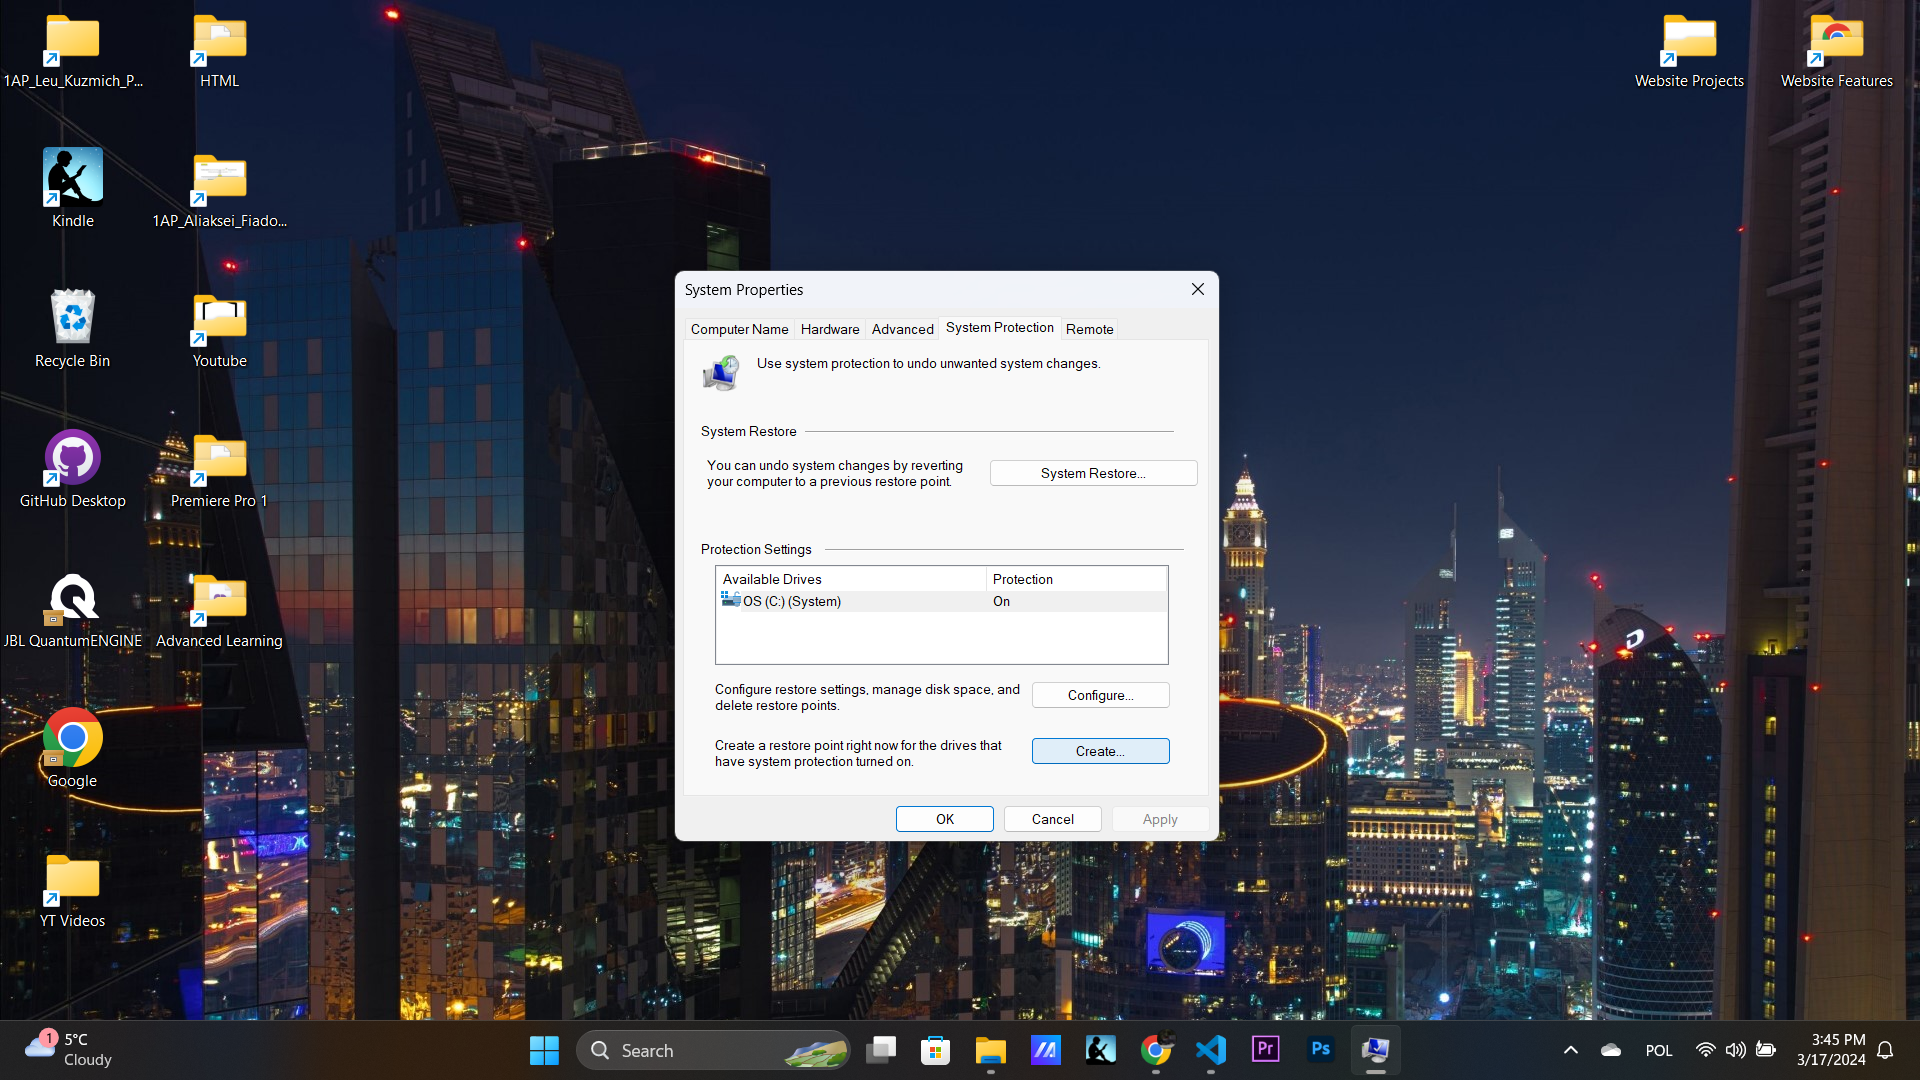 1AP_Leu_Kuzmich_P...
HTML
Website Projects
Website Features
Kindle
1AP_Aliaksei_Fiado...
Recycle Bin
Youtube
GitHub Desktop
Premiere Pro 1
JBL QuantumENGINE
Advanced Learning
Google
YT Videos
System Properties
Computer Name
Hardware
Advanced
System Protection
Remote
Use system protection to undo unwanted system changes.
System Restore
You can undo system changes by reverting
your computer to a previous restore point.
System Restore...
Protection Settings
Available Drives
Protection
OS (C:) (System)
On
Configure restore settings, manage disk space, and
delete restore points.
Configure...
Create a restore point right now for the drives that
have system protection turned on.
Create...
OK
Cancel
Apply
1
5°C
Cloudy
Search
Pr
Ps
POL
3:45 PM
3/17/2024